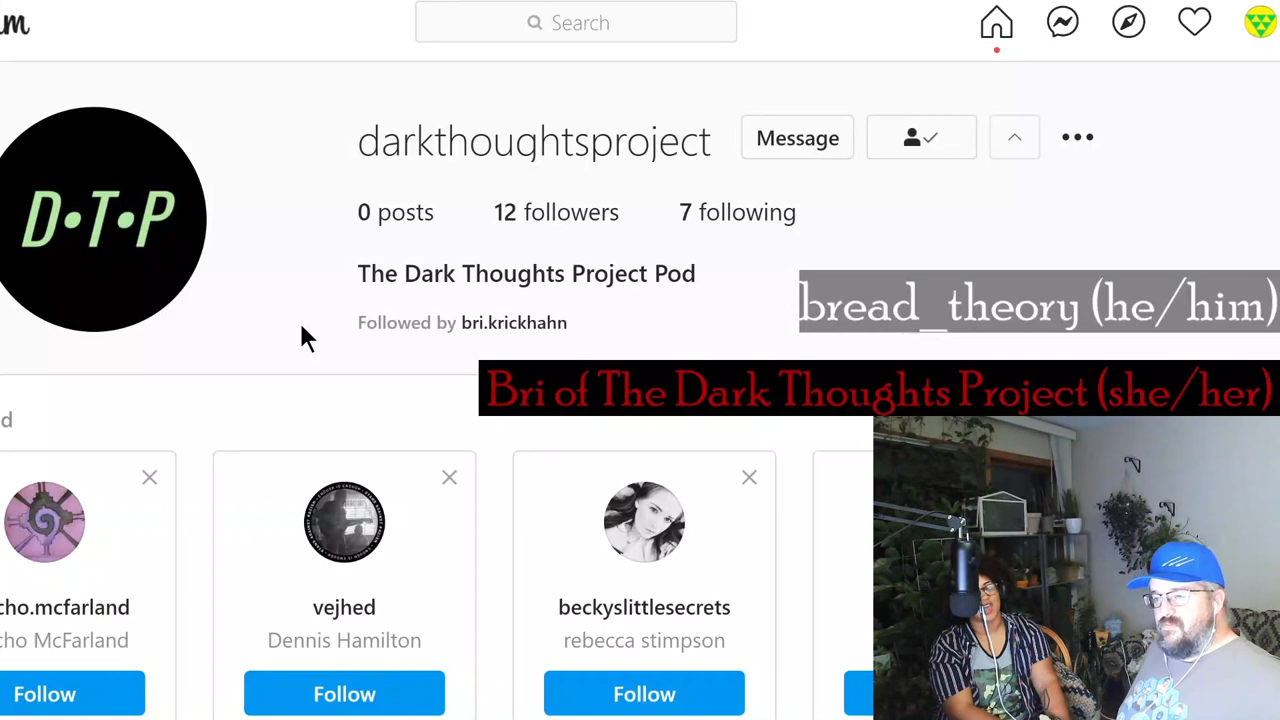 m
Search
darkthoughtsproject
Message
0 posts
12 followers
7 following
D•T•P
The Dark Thoughts Project Pod
Followed by bri.krickhahn
bread_theory (he/him)
Bri of The Dark Thoughts Project (she/her)
d
cho.mcfarland
vejhed
beckyslittlesecrets
cho McFarland
Dennis Hamilton
rebecca stimpson
Follow
Follow
Follow